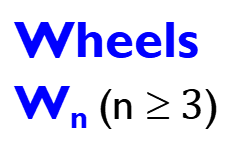 Wheels
Wn (n ≥ 3)